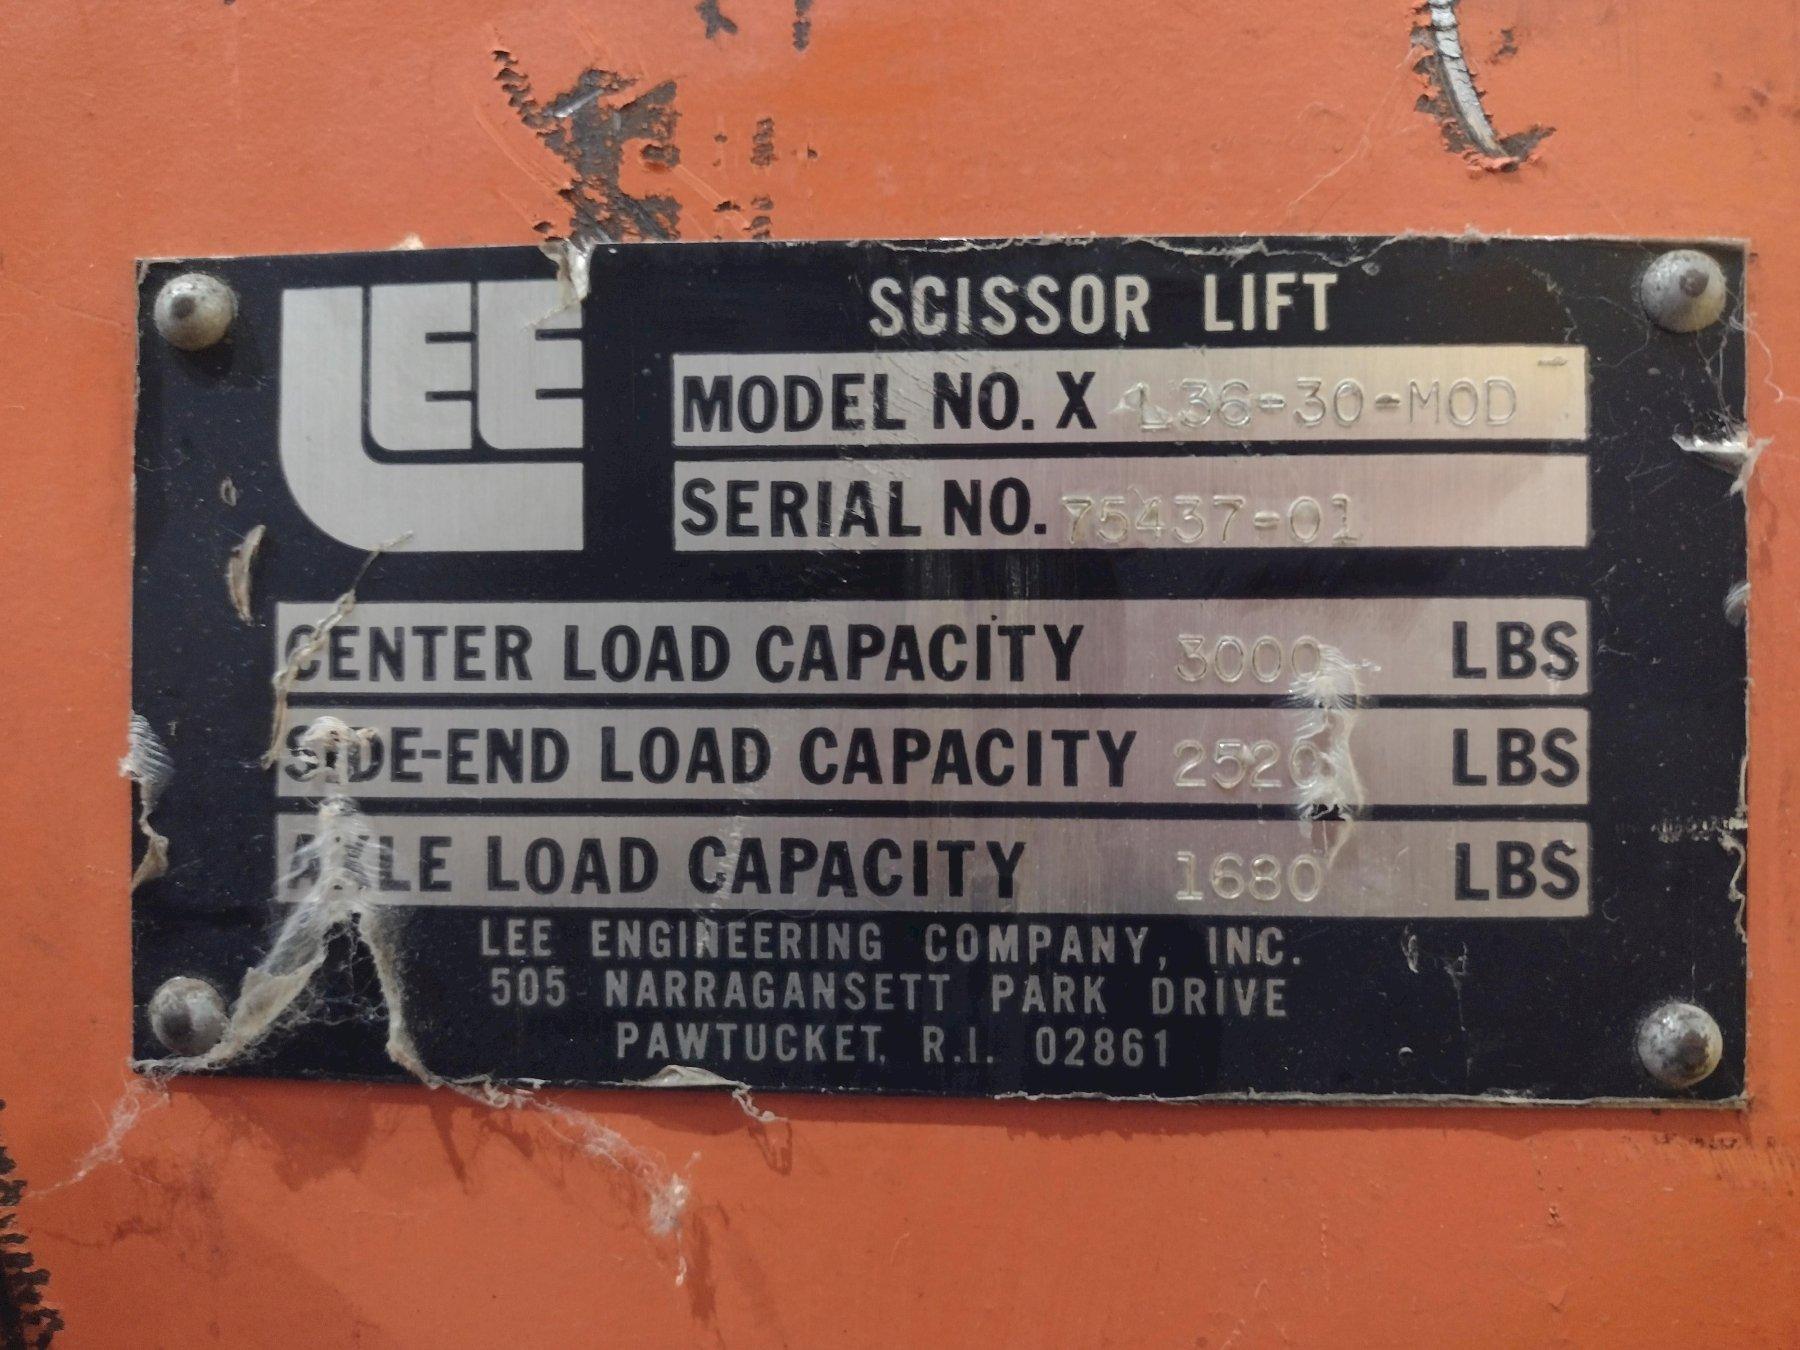 LEE
SCISSOR LIFT
MODEL NO. X L36-30-MOD
SERIAL NO. 75437-01
CENTER LOAD CAPACITY 3000 LBS
SIDE-END LOAD CAPACITY 2520 LBS
AXLE LOAD CAPACITY 1680 LBS
LEE ENGINEERING COMPANY, INC.
505 NARRAGANSETT PARK DRIVE
PAWTUCKET, R.I. 02861